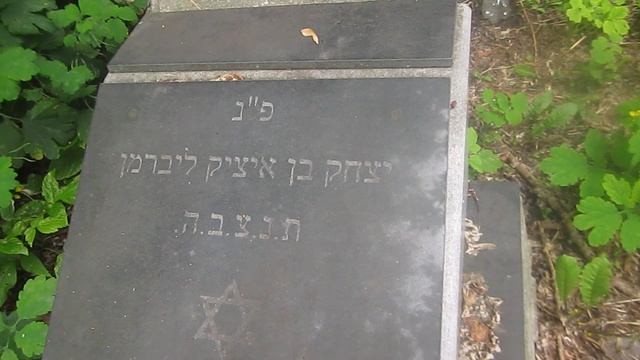 פ"נ
יצחק בן איציק ליברמן
ת.נ.צ.ב.ה.